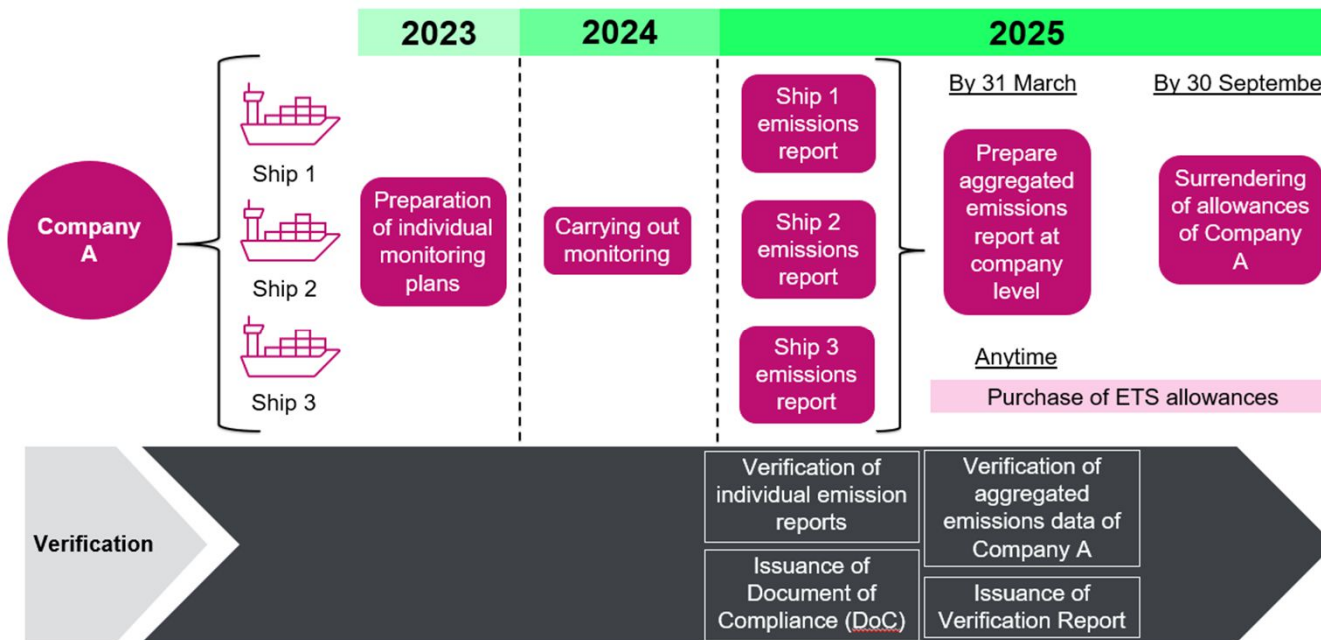 2023
2024
2025
Company
A
Ship 1
Ship 2
Ship 3
Preparation
of individual
monitoring
plans
Carrying out
monitoring
Ship 1
emissions
report
Ship 2
emissions
report
Ship 3
emissions
report
By 31 March
Prepare
aggregated
emissions
report at
company
level
By 30 September
Surrendering
of allowances
of Company
A
Anytime
Purchase of ETS allowances
Verification
Verification of
individual emission
reports
Issuance of
Document of
Compliance (DoC)
Verification of
aggregated
emissions data of
Company A
Issuance of
Verification Report